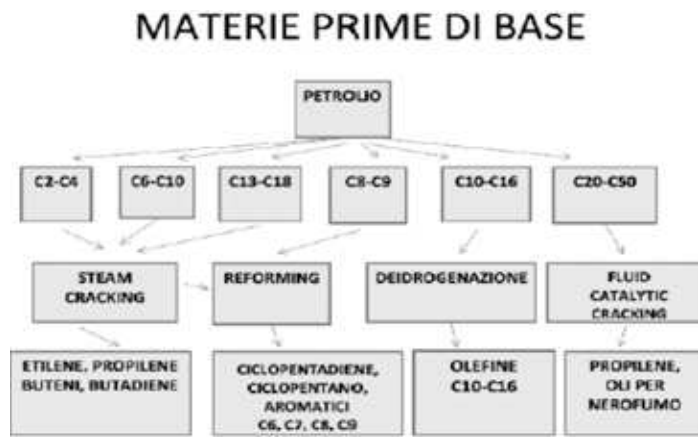 MATERIE PRIME DI BASE
PETROLIO
C2-C4
C6-C10
C13-C18
C8-C9
C10-C16
C20-C50
STEAM
CRACKING
REFORMING
DEIDROGENAZIONE
FLUID
CATALYTIC
CRACKING
ETILENE, PROPILENE
BUTENI, BUTADIENE
CICLOPENTADIENE,
CICLOPENTANO,
AROMATICI
C6, C7, C8, C9
OLEFINE
C10-C16
PROPILENE,
OLI PER
NEROFUMO